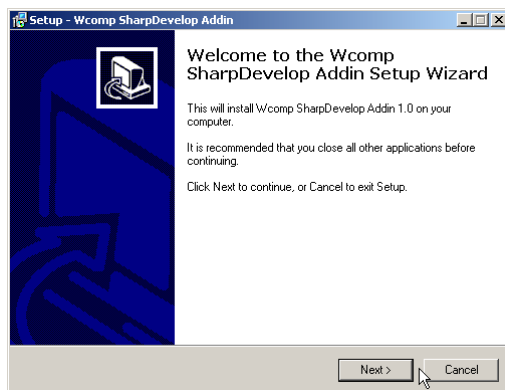 Setup - Wcomp SharpDevelop Addin
Welcome to the Wcomp
SharpDevelop Addin Setup Wizard
This will install Wcomp SharpDevelop Addin 1.0 on your
computer.
It is recommended that you close all other applications before
continuing.
Click Next to continue, or Cancel to exit Setup.
Next >
Cancel